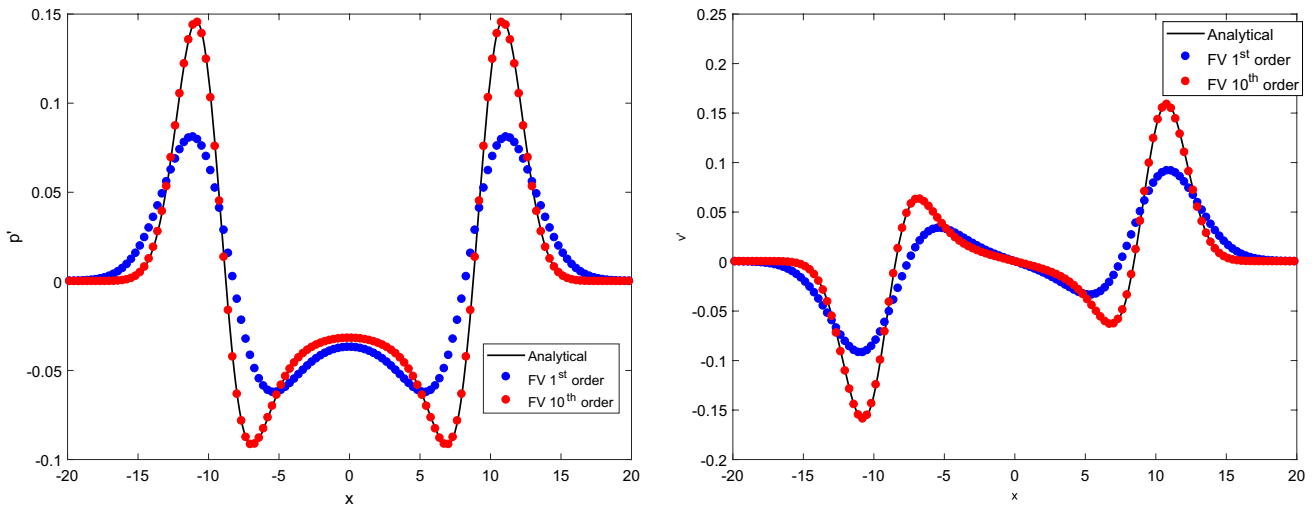 0.15
0.1
0.05
0
-0.05
-0.1
p'
-20 -15 -10 -5 0 5 10 15 20
x
Analytical
FV 1st order
FV 10th order
0.25
0.2
0.15
0.1
0.05
0
-0.05
-0.1
-0.15
-0.2
v'
-20 -15 -10 -5 0 5 10 15 20
x
Analytical
FV 1st order
FV 10th order